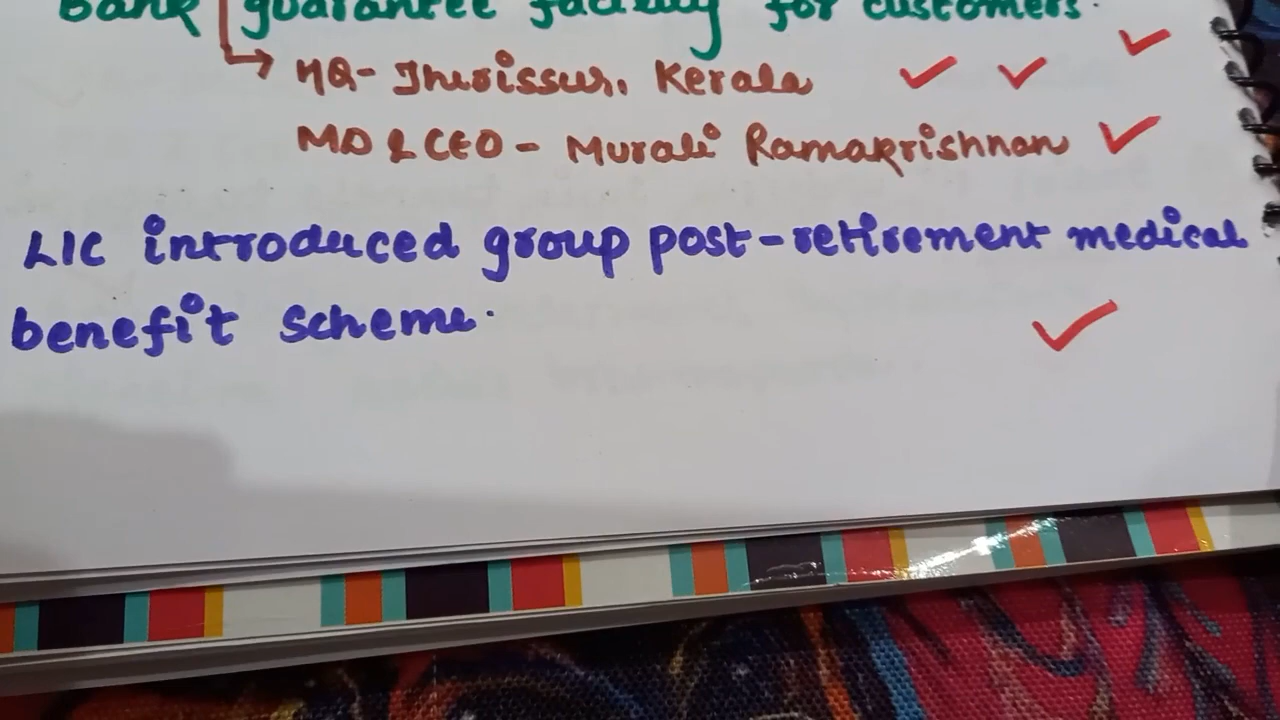 Bank guarantee facility for customers.
HQ- Thrissur, Kerala
MD & CEO - Murali Ramakrishnan
LIC introduced group post-retirement medical
benefit scheme.